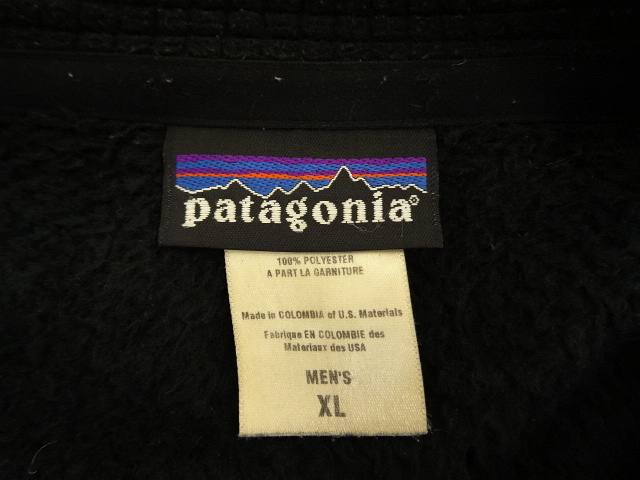 patagonia®
100% POLYESTER
A PART LA GARNITURE
Made in COLOMBIA of U.S. Materials
Fabrique EN COLOMBIE des
Materiaux des USA
MEN'S
XL